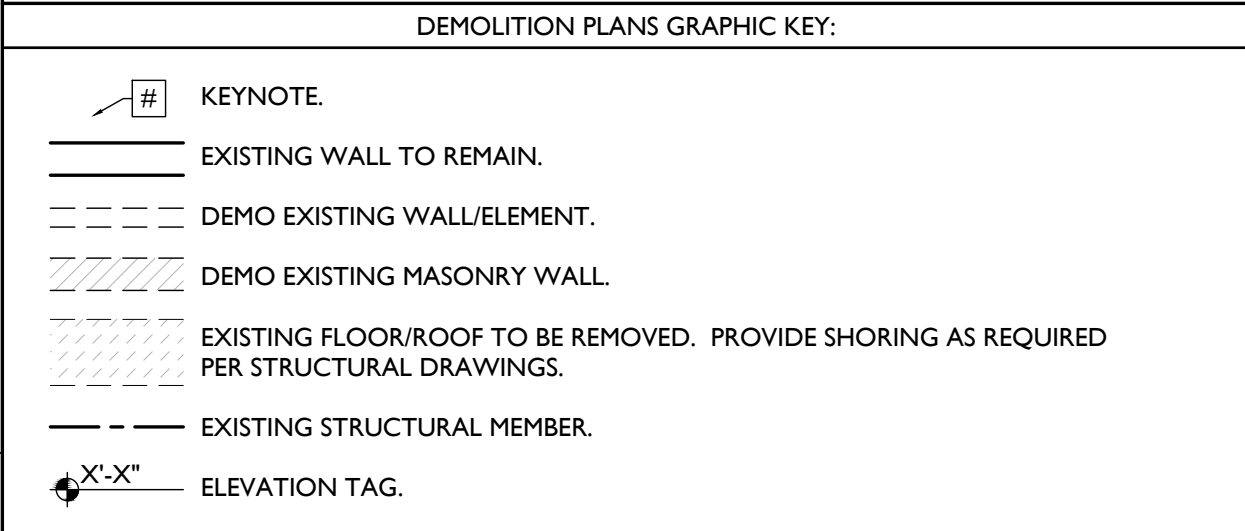 DEMOLITION PLANS GRAPHIC KEY:
# KEYNOTE.
EXISTING WALL TO REMAIN.
DEMO EXISTING WALL/ELEMENT.
DEMO EXISTING MASONRY WALL.
EXISTING FLOOR/ROOF TO BE REMOVED.  PROVIDE SHORING AS REQUIRED
PER STRUCTURAL DRAWINGS.
EXISTING STRUCTURAL MEMBER.
X'-X" ELEVATION TAG.